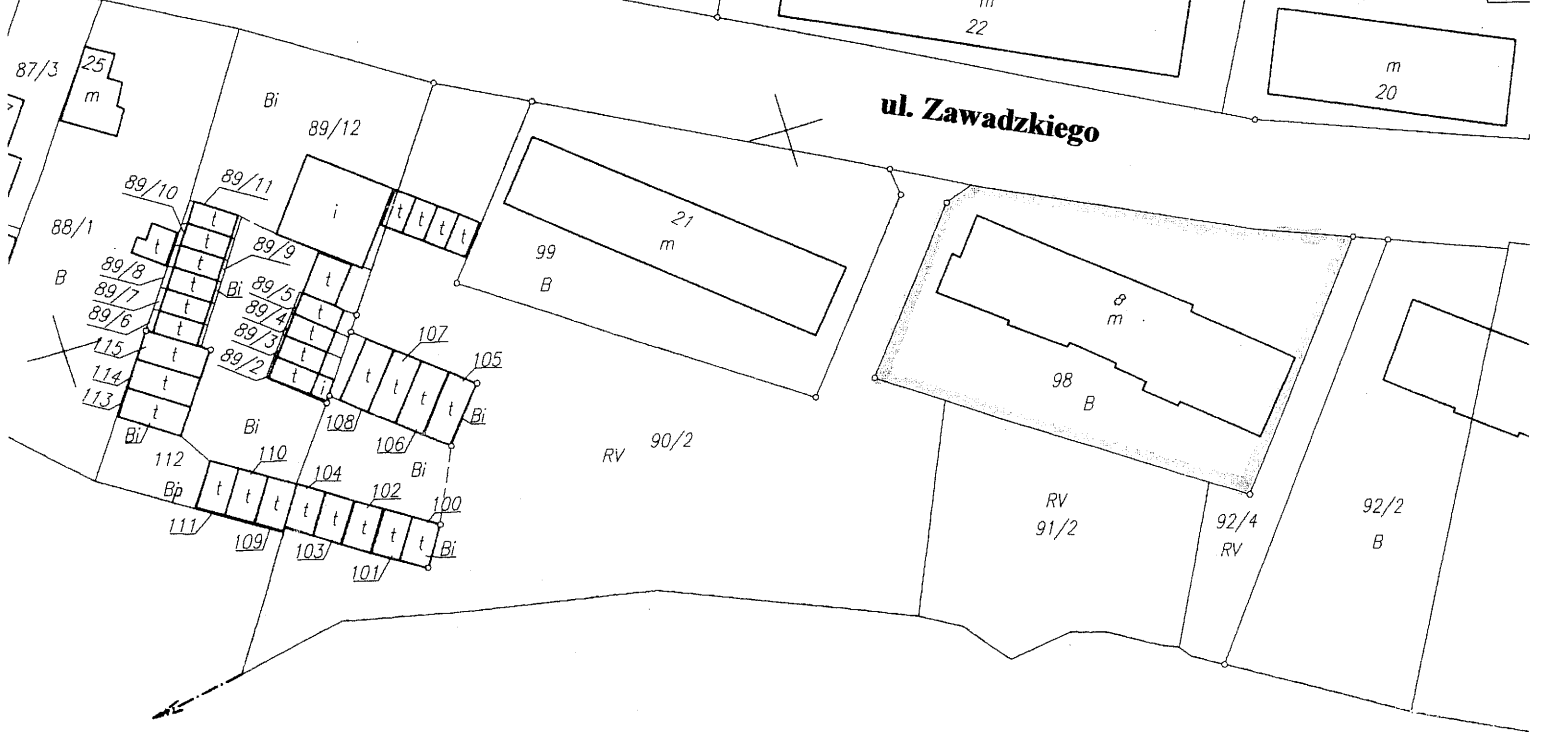 m
22
m
20
ul. Zawadzkiego
87/3
25
m
Bi
89/12
89/11
89/10
i
t
t
t
t
t
t
21
m
88/1
t
t
t
89/9
99
B
8
m
B
89/8
t
Bi
t
89/7
t
89/5
t
89/6
t
89/4
t
89/3
t
115
t
89/2
t
i
107
105
t
t
t
t
98
B
114
t
113
t
Bi
108
106
Bi
Bi
112
Bp
110
104
Bi
102
100
90/2
RV
t
t
t
t
t
t
t
t
Bi
111
109
103
101
RV
91/2
92/4
RV
92/2
B